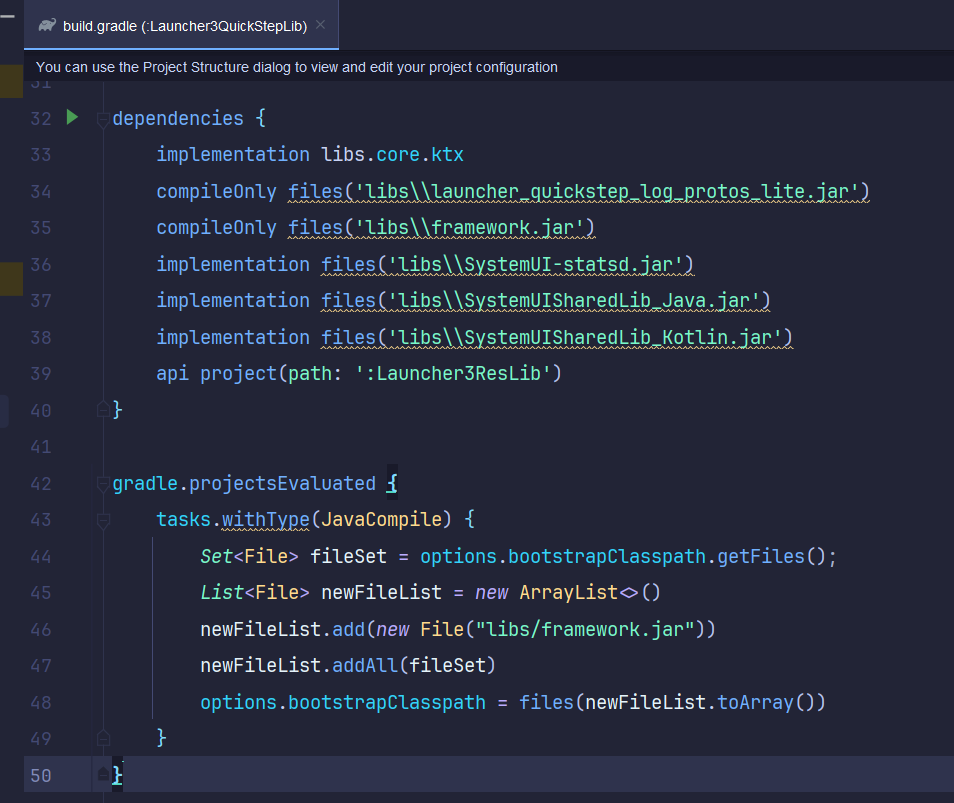 build.gradle (:Launcher3QuickStepLib)
You can use the Project Structure dialog to view and edit your project configuration
31
32 dependencies {
33 implementation libs.core.ktx
34 compileOnly files('libs\\launcher_quickstep_log_protos_lite.jar')
35 compileOnly files('libs\\framework.jar')
36 implementation files('libs\\SystemUI-statsd.jar')
37 implementation files('libs\\SystemUISharedLib_Java.jar')
38 implementation files('libs\\SystemUISharedLib_Kotlin.jar')
39 api project(path: ':Launcher3ResLib')
40 }
41
42 gradle.projectsEvaluated {
43 tasks.withType(JavaCompile) {
44 Set<File> fileSet = options.bootstrapClasspath.getFiles();
45 List<File> newFileList = new ArrayList<>()
46 newFileList.add(new File("libs/framework.jar"))
47 newFileList.addAll(fileSet)
48 options.bootstrapClasspath = files(newFileList.toArray())
49 }
50 }